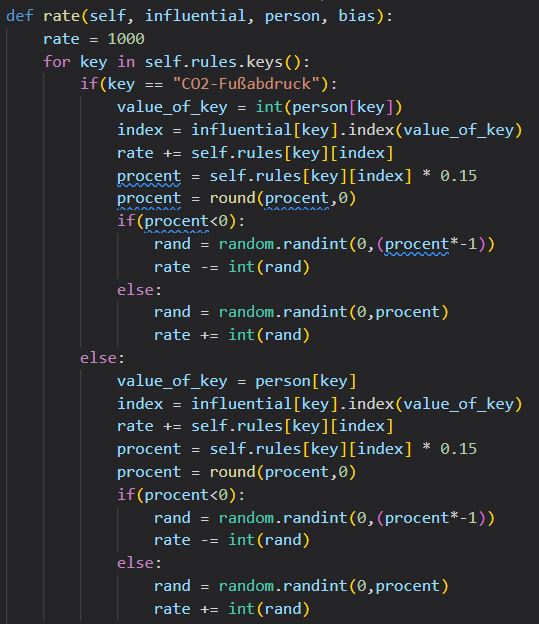 def rate(self, influential, person, bias):
    rate = 1000
    for key in self.rules.keys():
        if(key == "CO2-Fußabdruck"):
            value_of_key = int(person[key])
            index = influential[key].index(value_of_key)
            rate += self.rules[key][index]
            procent = self.rules[key][index] * 0.15
            procent = round(procent,0)
            if(procent<0):
                rand = random.randint(0,(procent*-1))
                rate -= int(rand)
            else:
                rand = random.randint(0,procent)
                rate += int(rand)
        else:
            value_of_key = person[key]
            index = influential[key].index(value_of_key)
            rate += self.rules[key][index]
            procent = self.rules[key][index] * 0.15
            procent = round(procent,0)
            if(procent<0):
                rand = random.randint(0,(procent*-1))
                rate -= int(rand)
            else:
                rand = random.randint(0,procent)
                rate += int(rand)